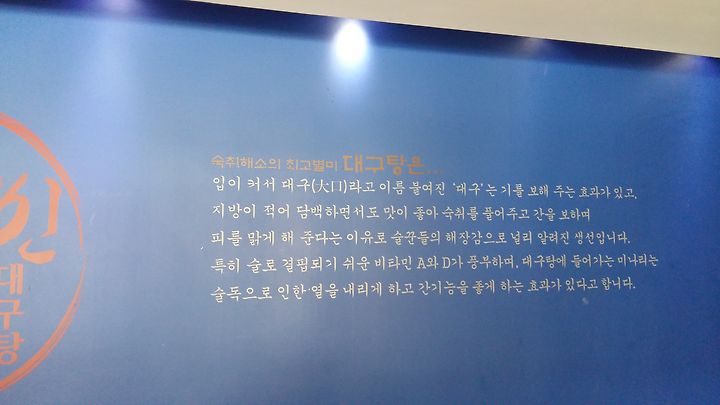 숙취해소의 최고별미 대구탕은...
입이 커서 대구(大口)라고 이름 붙여진 '대구'는 기를 보해 주는 효과가 있고,
지방이 적어 담백하면서도 맛이 좋아 숙취를 풀어주고 간을 보하며
피를 맑게 해 준다는 이유로 술꾼들의 해장감으로 널리 알려진 생선입니다.
특히 술로 결핍되기 쉬운 비타민 A와 D가 풍부하며, 대구탕에 들어가는 미나리는
술독으로 인한 열을 내리게 하고 간기능을 좋게 하는 효과가 있다고 합니다.
대구탕